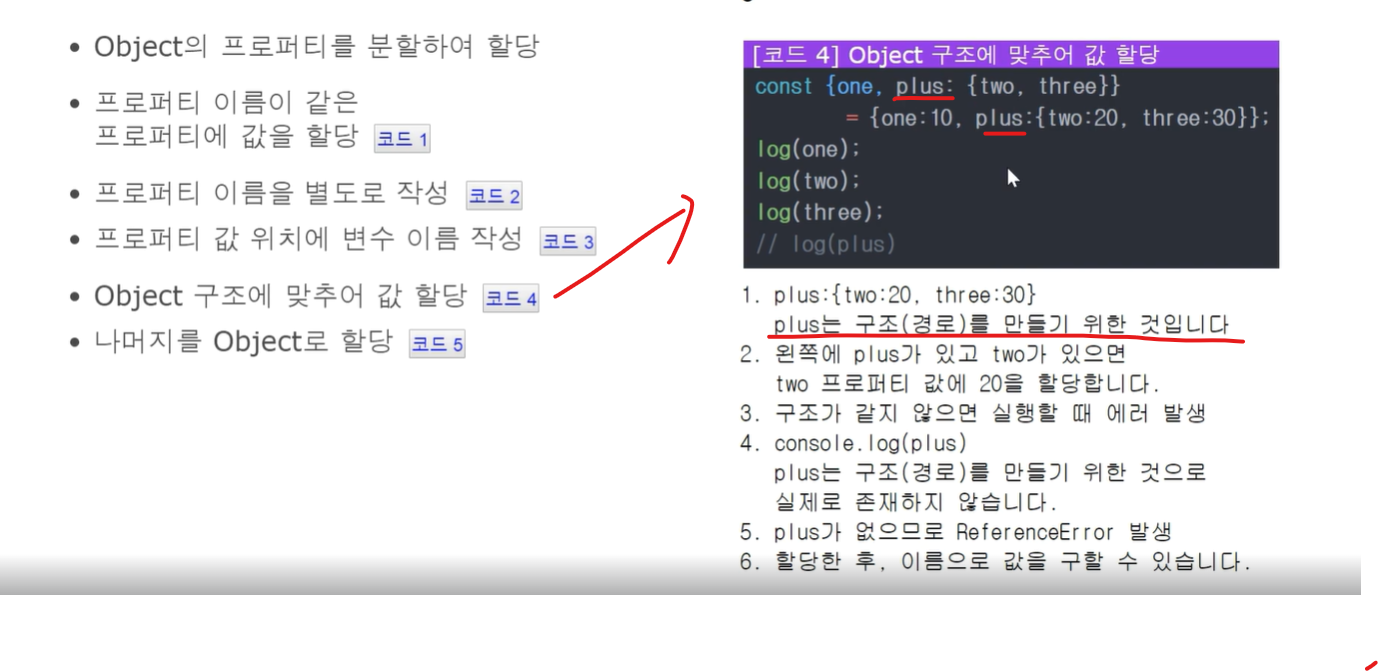 • Object의 프로퍼티를 분할하여 할당
• 프로퍼티 이름이 같은
프로퍼티에 값을 할당 코드 1
• 프로퍼티 이름을 별도로 작성 코드 2
• 프로퍼티 값 위치에 변수 이름 작성 코드 3
• Object 구조에 맞추어 값 할당 코드 4
• 나머지를 Object로 할당 코드 5
[코드 4] Object 구조에 맞추어 값 할당
const {one, plus: {two, three}}
= {one:10, plus:{two:20, three:30}};
log(one);
log(two);
log(three);
// log(plus)
1. plus:{two:20, three:30}
plus는 구조(경로)를 만들기 위한 것입니다
2. 왼쪽에 plus가 있고 two가 있으면
two 프로퍼티 값에 20을 할당합니다.
3. 구조가 같지 않으면 실행할 때 에러 발생
4. console.log(plus)
plus는 구조(경로)를 만들기 위한 것으로
실제로 존재하지 않습니다.
5. plus가 없으므로 ReferenceError 발생
6. 할당한 후, 이름으로 값을 구할 수 있습니다.